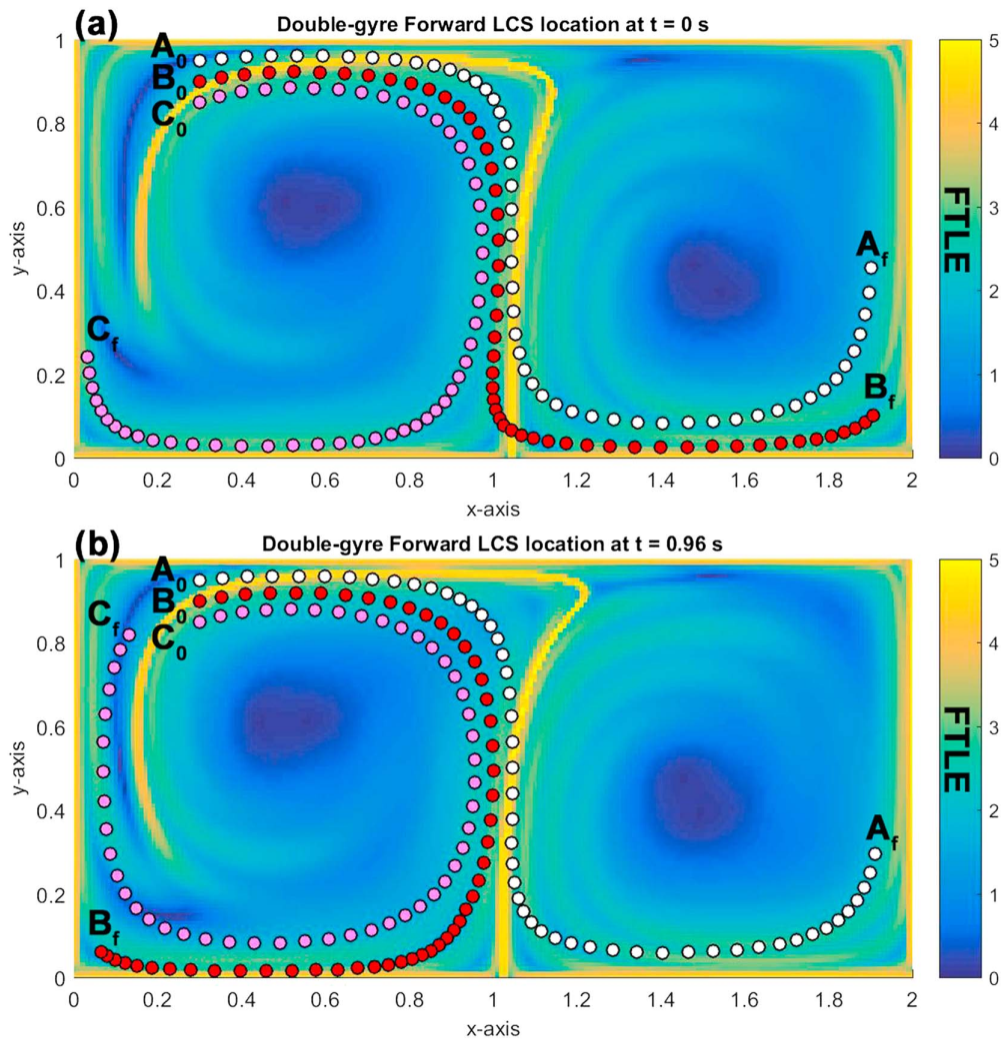 (a)
Double-gyre Forward LCS location at t = 0 s
1
0.8
0.6
0.4
0.2
0
y-axis
A0
B0
C0
Cf
Af
Bf
0 0.2 0.4 0.6 0.8 1 1.2 1.4 1.6 1.8 2
x-axis
5
4
3
2
1
0
FTLE
(b)
Double-gyre Forward LCS location at t = 0.96 s
1
0.8
0.6
0.4
0.2
0
y-axis
A0
B0
C0
Cf
Bf
Af
0 0.2 0.4 0.6 0.8 1 1.2 1.4 1.6 1.8 2
x-axis
5
4
3
2
1
0
FTLE